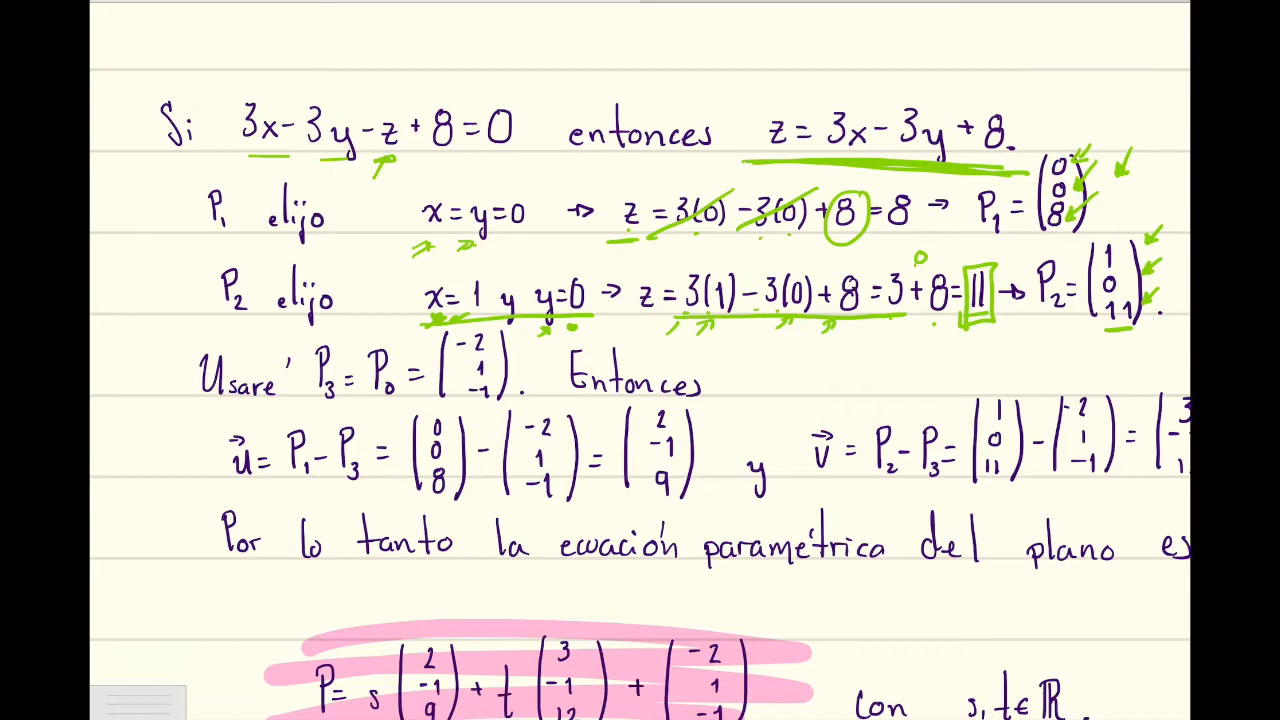 Si 3x - 3y - z + 8 = 0 entonces z = 3x - 3y + 8.
P₁ elijo x = y = 0 → z = 3(0) - 3(0) + 8 = 8 → P₁ = (0 0 8)
P₂ elijo x = 1 y y = 0 → z = 3(1) - 3(0) + 8 = 3 + 8 = 11 → P₂ = (1 0 11).
Usaré P₃ = P₀ = (-2 1 -1). Entonces
u⃗ = P₁ - P₃ = (0 0 8) - (-2 1 -1) = (2 -1 9) y v⃗ = P₂ - P₃ = (1 0 11) - (-2 1 -1) = (3 - 1
Por lo tanto la ecuación paramétrica del plano es
P = s (2 -1 9) + t (3 -1 12) + (-2 1 -1) con s, t ∈ ℝ.